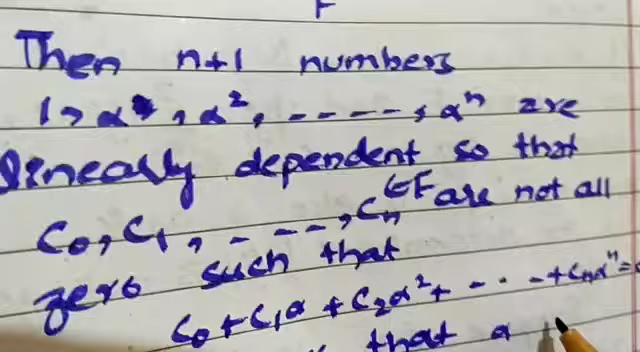 F
Then n+1 numbers
1, α, α², -----, αⁿ are
linearly dependent so that
c₀, c₁, - - - -, cₙ ∈ F are not all
zero such that
c₀ + c₁α + c₂α² + - - - + cₙαⁿ =
that a